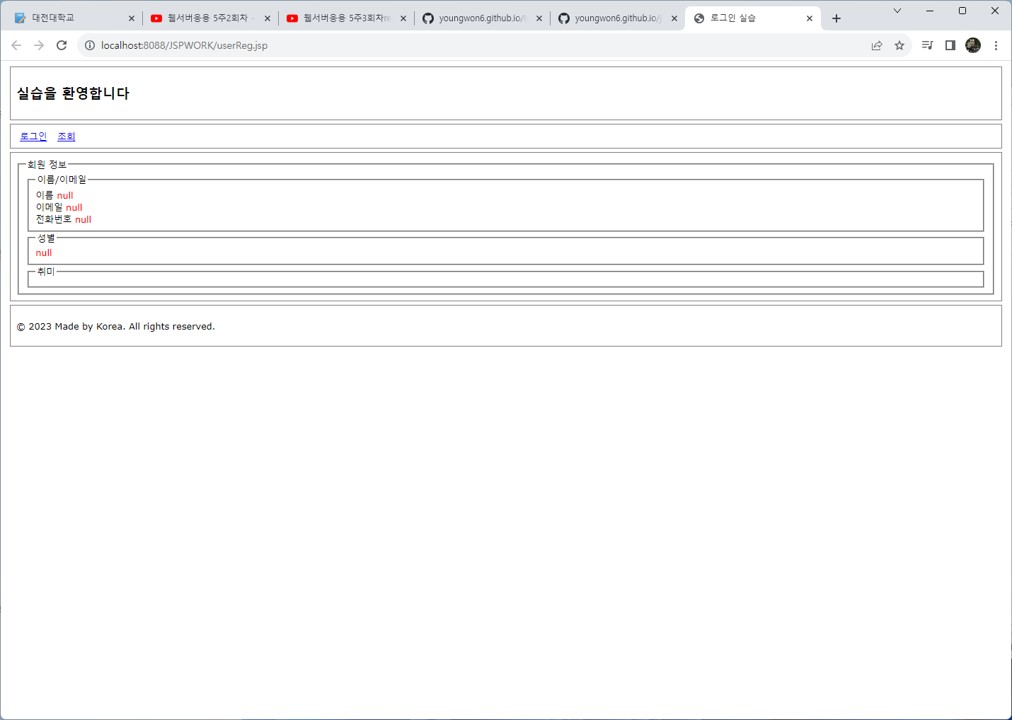 대전대학교
웹서버응용 5주2회차 -
웹서버응용 5주3회차re
youngwon6.github.io/l
youngwon6.github.io/j
로그인 실습
localhost:8088/JSPWORK/userReg.jsp
실습을 환영합니다
로그인 조회
회원 정보
이름/이메일
이름 null
이메일 null
전화번호 null
성별
null
취미
© 2023 Made by Korea. All rights reserved.